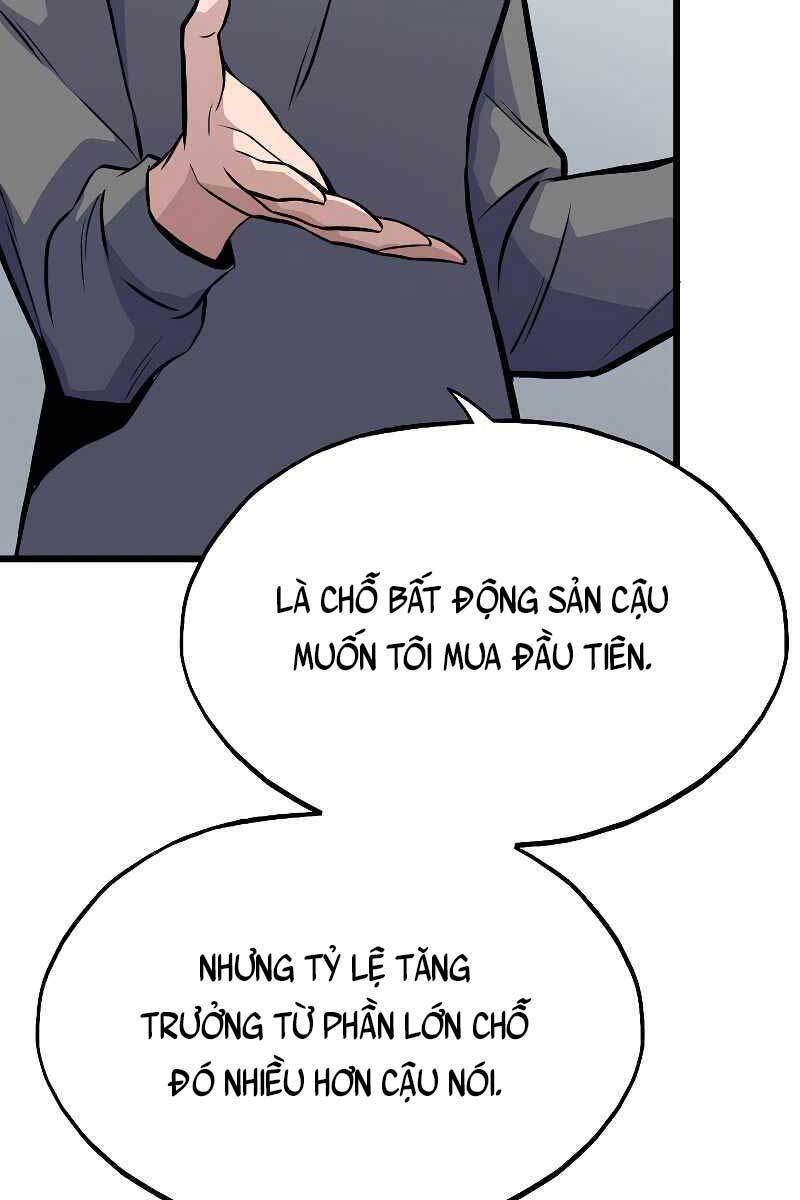 LÀ CHỖ BẤT ĐỘNG SẢN CẬU
MUỐN TÔI MUA ĐẦU TIÊN.
NHƯNG TỶ LỆ TĂNG
TRƯỞNG TỪ PHẦN LỚN CHỖ
ĐÓ NHIỀU HƠN CẬU NÓI.